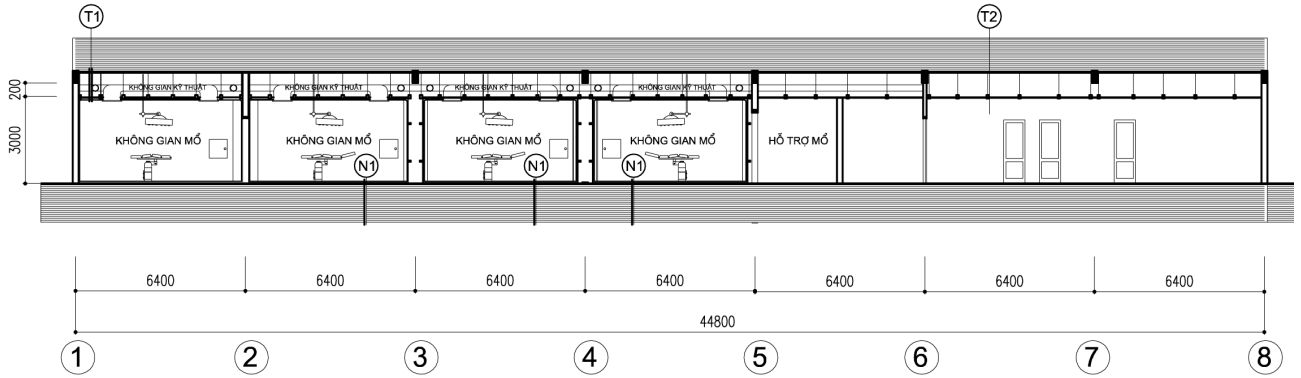 T1
T2
200
KHÔNG GIAN KỸ THUẬT
KHÔNG GIAN KỸ THUẬT
KHÔNG GIAN KỸ THUẬT
KHÔNG GIAN KỸ THUẬT
3000
KHÔNG GIAN MỔ
KHÔNG GIAN MỔ
KHÔNG GIAN MỔ
KHÔNG GIAN MỔ
HỖ TRỢ MỔ
N1
N1
N1
6400
6400
6400
6400
6400
6400
6400
44800
1
2
3
4
5
6
7
8